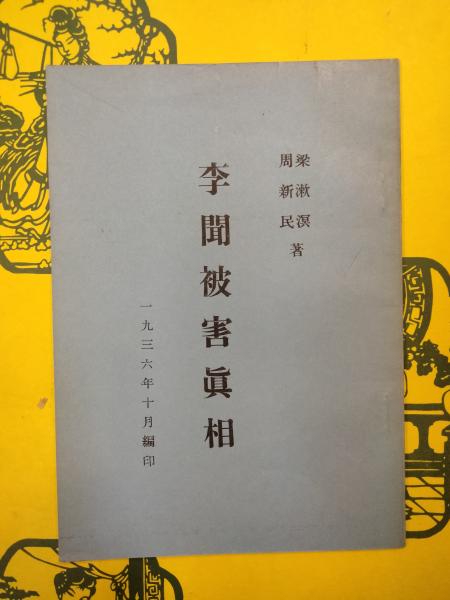 梁漱溟
周新民 著
李聞被害眞相
一九三六年十月編印